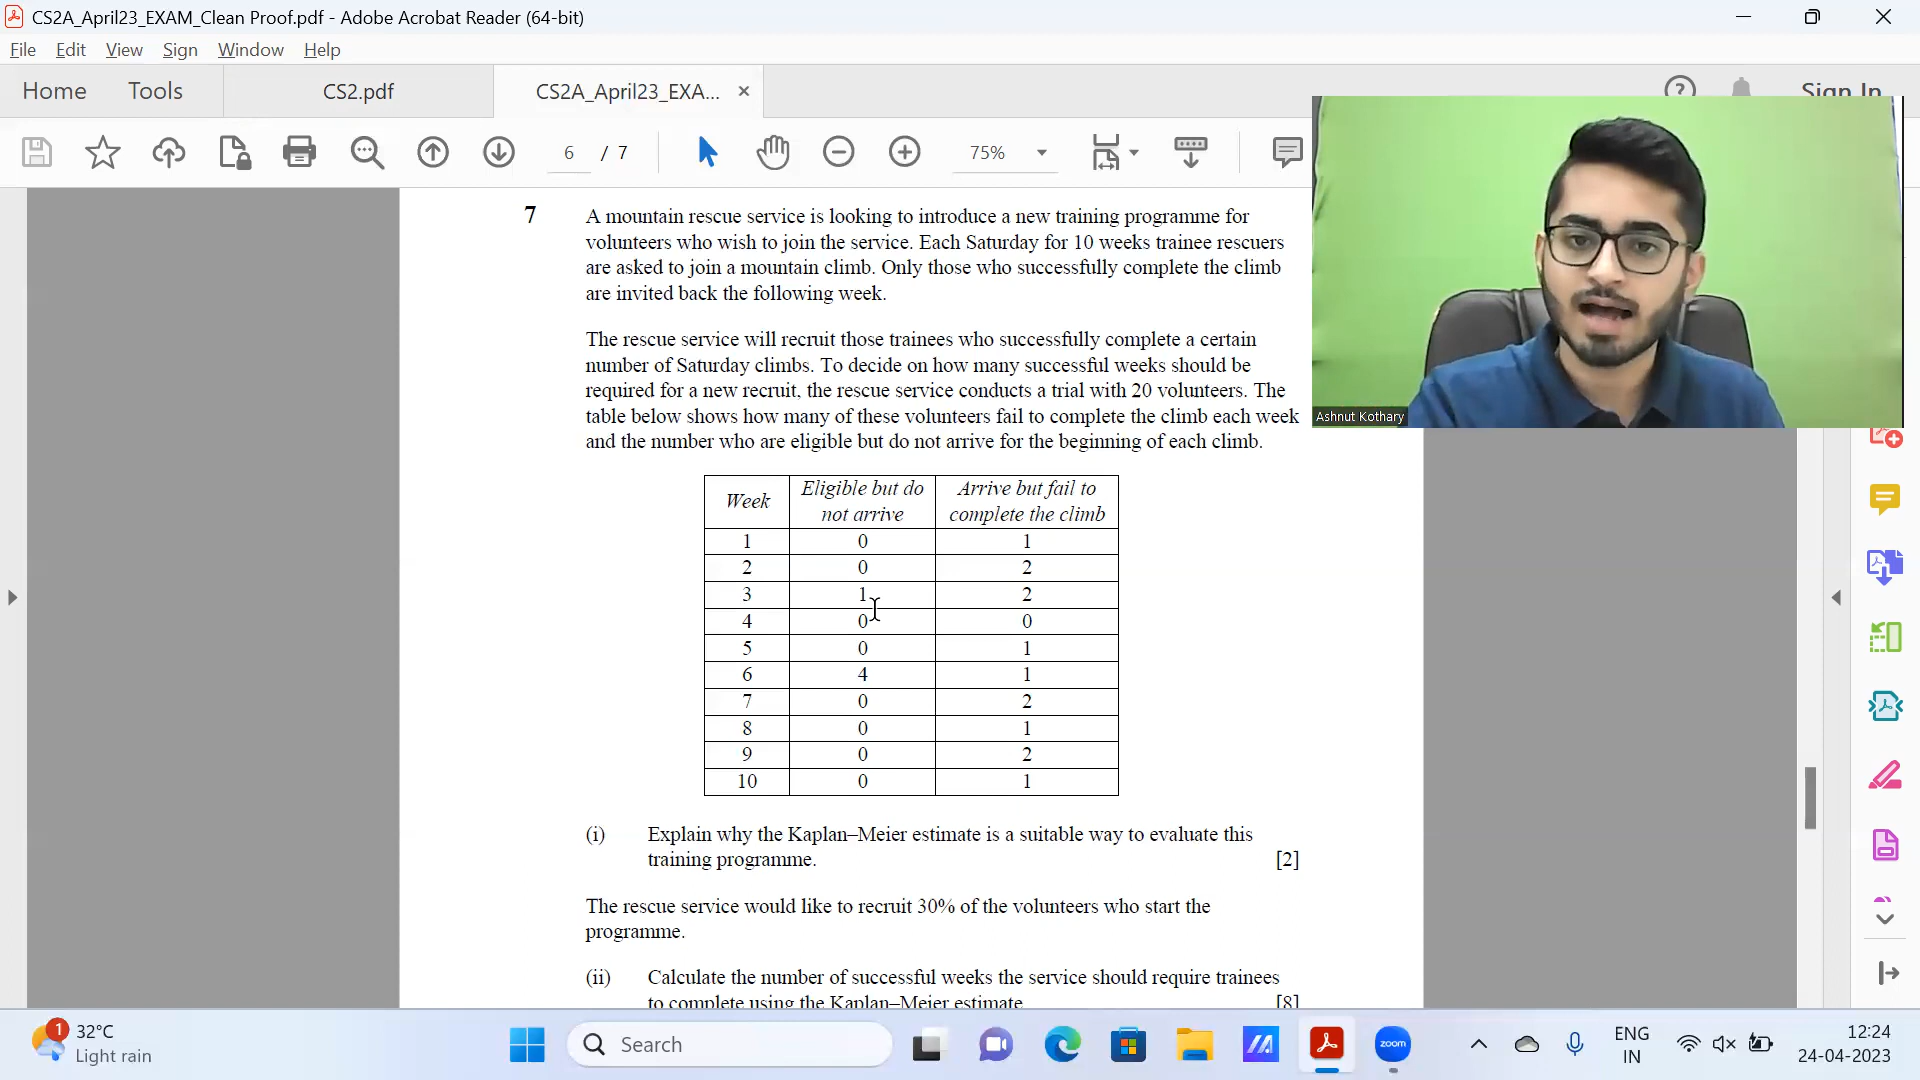 CS2A_April23_EXAM_Clean Proof.pdf - Adobe Acrobat Reader (64-bit)
File Edit View Sign Window Help
Home Tools CS2.pdf CS2A_April23_EXA... × Sign In
6 / 7 75%
7 A mountain rescue service is looking to introduce a new training programme for
volunteers who wish to join the service. Each Saturday for 10 weeks trainee rescuers
are asked to join a mountain climb. Only those who successfully complete the climb
are invited back the following week.
The rescue service will recruit those trainees who successfully complete a certain
number of Saturday climbs. To decide on how many successful weeks should be
required for a new recruit, the rescue service conducts a trial with 20 volunteers. The
table below shows how many of these volunteers fail to complete the climb each week
and the number who are eligible but do not arrive for the beginning of each climb.
Ashnut Kothary
Week Eligible but do not arrive Arrive but fail to complete the climb
1 0 1
2 0 2
3 1 2
4 0 0
5 0 1
6 4 1
7 0 2
8 0 1
9 0 2
10 0 1
(i) Explain why the Kaplan–Meier estimate is a suitable way to evaluate this
training programme. [2]
The rescue service would like to recruit 30% of the volunteers who start the
programme.
(ii) Calculate the number of successful weeks the service should require trainees
to complete using the Kaplan–Meier estimate [8]
1 32°C
Light rain
Search
zoom
ENG
IN
12:24
24-04-2023